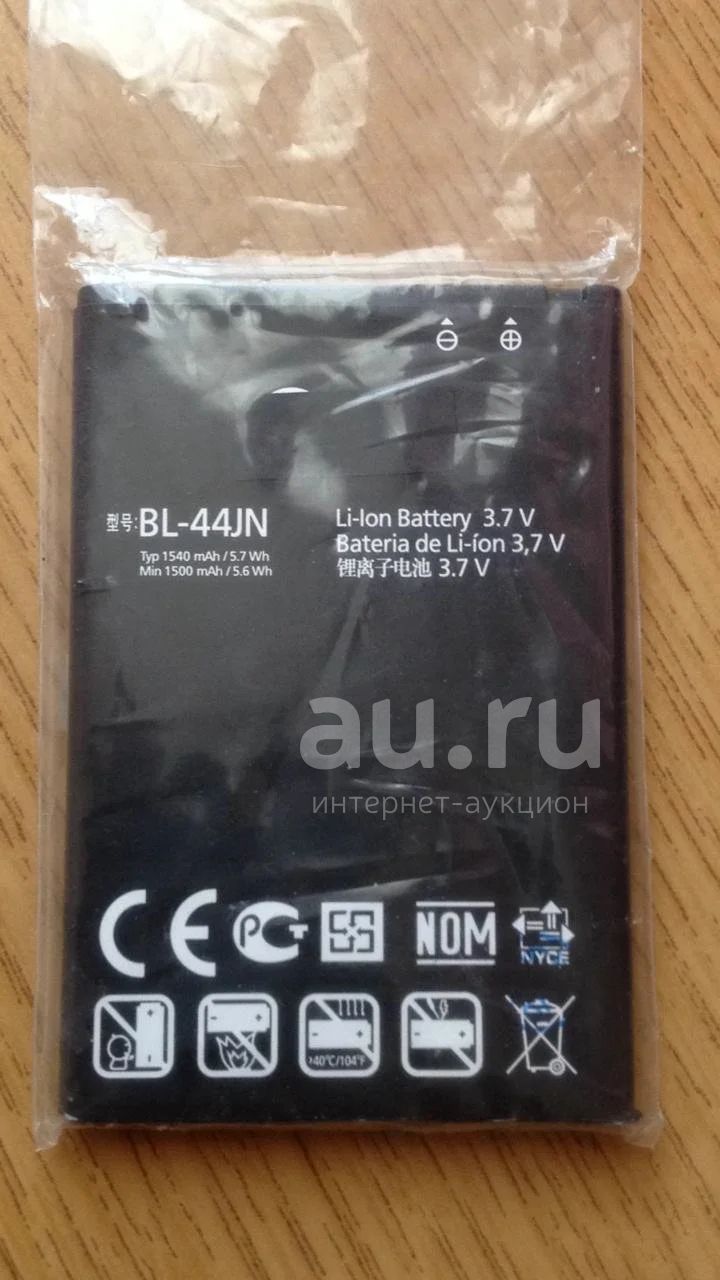 型号:BL-44JN
Typ 1540 mAh / 5.7 Wh
Min 1500 mAh / 5.6 Wh
Li-Ion Battery 3.7 V
Bateria de Li-íon 3,7 V
锂离子电池 3.7 V
au.ru
интернет-аукцион
CE PCT NOM NYCE
>40°C/104°F